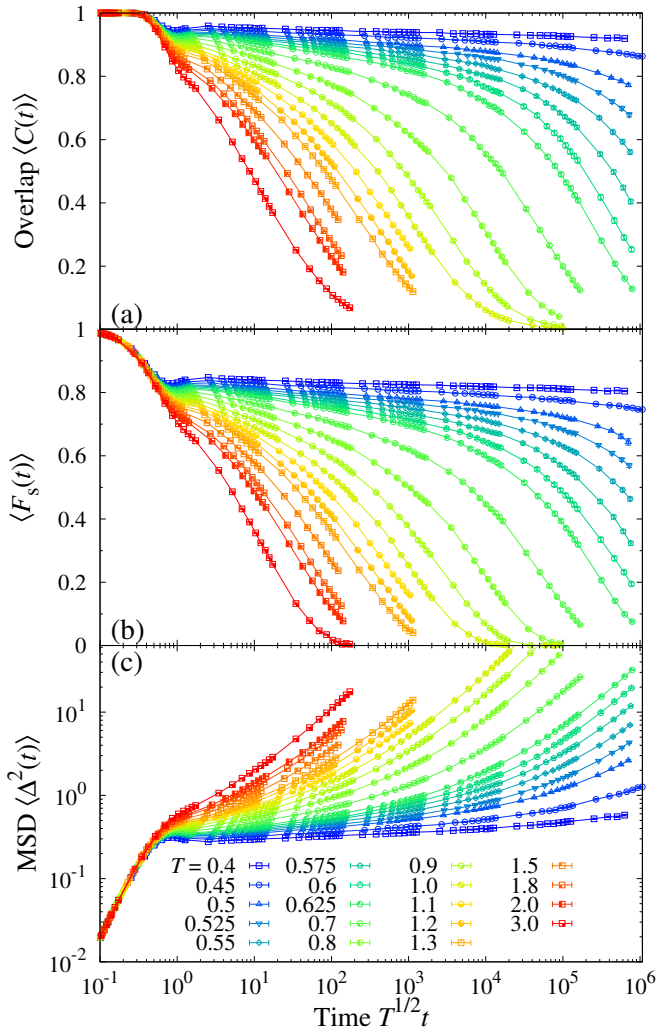 1
0.8
0.6
0.4
0.2
Overlap ⟨C(t)⟩
(a)
1
0.8
0.6
0.4
0.2
0
⟨F_s(t)⟩
(b)
(c)
10^1
10^0
10^-1
10^-2
MSD ⟨Δ^2(t)⟩
T = 0.4 0.575 0.9 1.5
0.45 0.6 1.0 1.8
0.5 0.625 1.1 2.0
0.525 0.7 1.2 3.0
0.55 0.8 1.3
10^-1 10^0 10^1 10^2 10^3 10^4 10^5 10^6
Time T^1/2 t